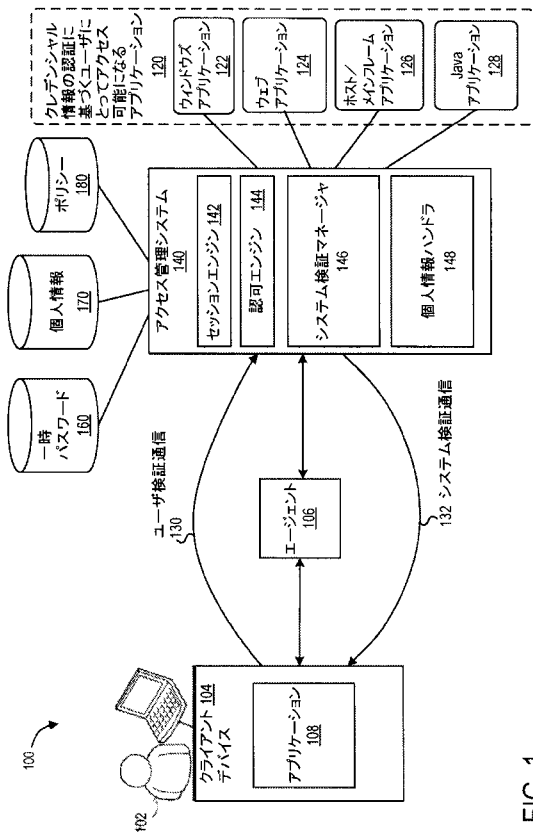 100
102
クライアント 104
デバイス
アプリケーション
108
ユーザ検証通信
130
エージェント
106
132 システム検証通信
一時
パスワード
160
個人情報
170
ポリシー
180
アクセス管理システム
140
セッションエンジン 142
認可エンジン 144
システム検証マネージャ
146
個人情報ハンドラ
148
クレデンシャル
情報の認証に
基づくユーザに
とってアクセス
可能になる
アプリケーション
120
ウィンドウズ
アプリケーション
122
ウェブ
アプリケーション
124
ホスト/
メインフレーム
アプリケーション
126
Java
アプリケーション
128
FIG. 1